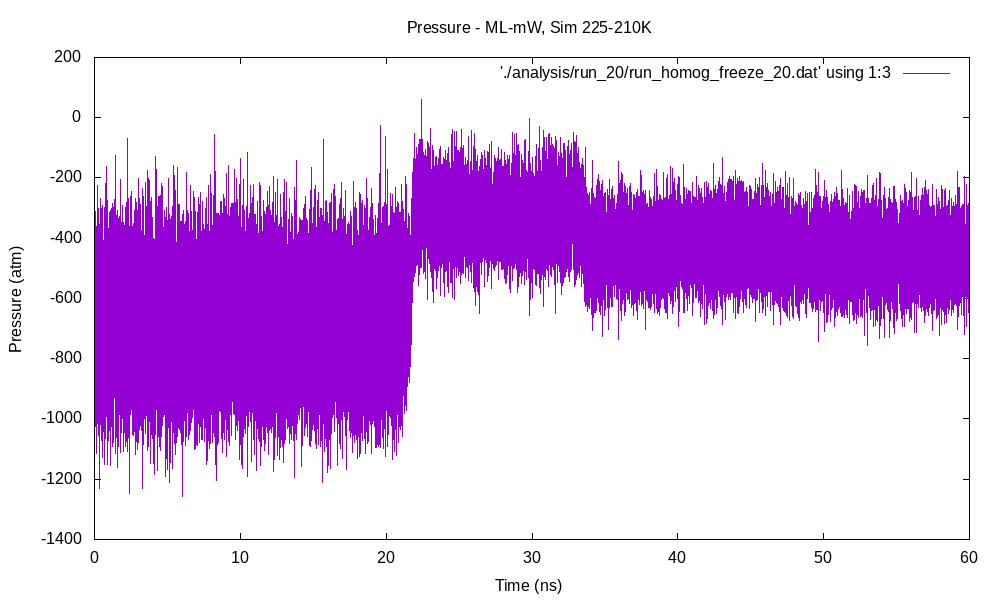 Pressure - ML-mW, Sim 225-210K
'./analysis/run_20/run_homog_freeze_20.dat' using 1:3
200
0
-200
-400
-600
-800
-1000
-1200
-1400
Pressure (atm)
0 10 20 30 40 50 60
Time (ns)